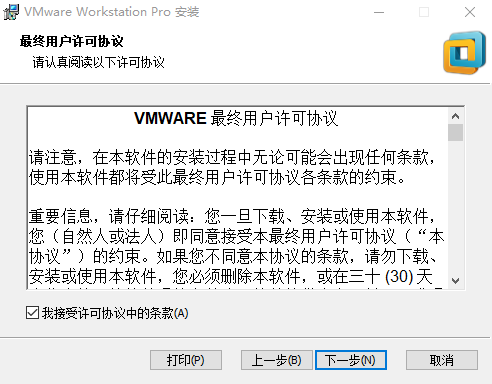 VMware Workstation Pro 安装
最终用户许可协议
请认真阅读以下许可协议
VMWARE 最终用户许可协议
请注意，在本软件的安装过程中无论可能会出现任何条款，
使用本软件都将受此最终用户许可协议各条款的约束。
重要信息，请仔细阅读：您一旦下载、安装或使用本软件，
您（自然人或法人）即同意接受本最终用户许可协议（“本
协议”）的约束。如果您不同意本协议的条款，请勿下载、
安装或使用本软件，您必须删除本软件，或在三十 (30) 天
我接受许可协议中的条款(A)
打印(P)
上一步(B)
下一步(N)
取消